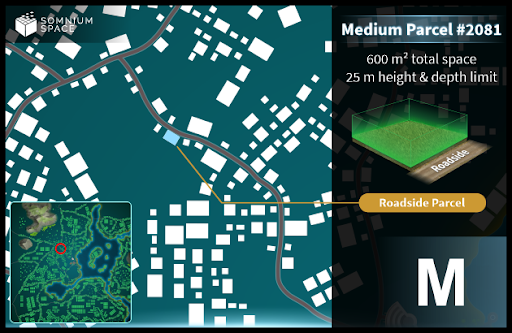 SOMNIUM
SPACE
Medium Parcel #2081
600 m² total space
25 m height & depth limit
Roadside
Roadside Parcel
M